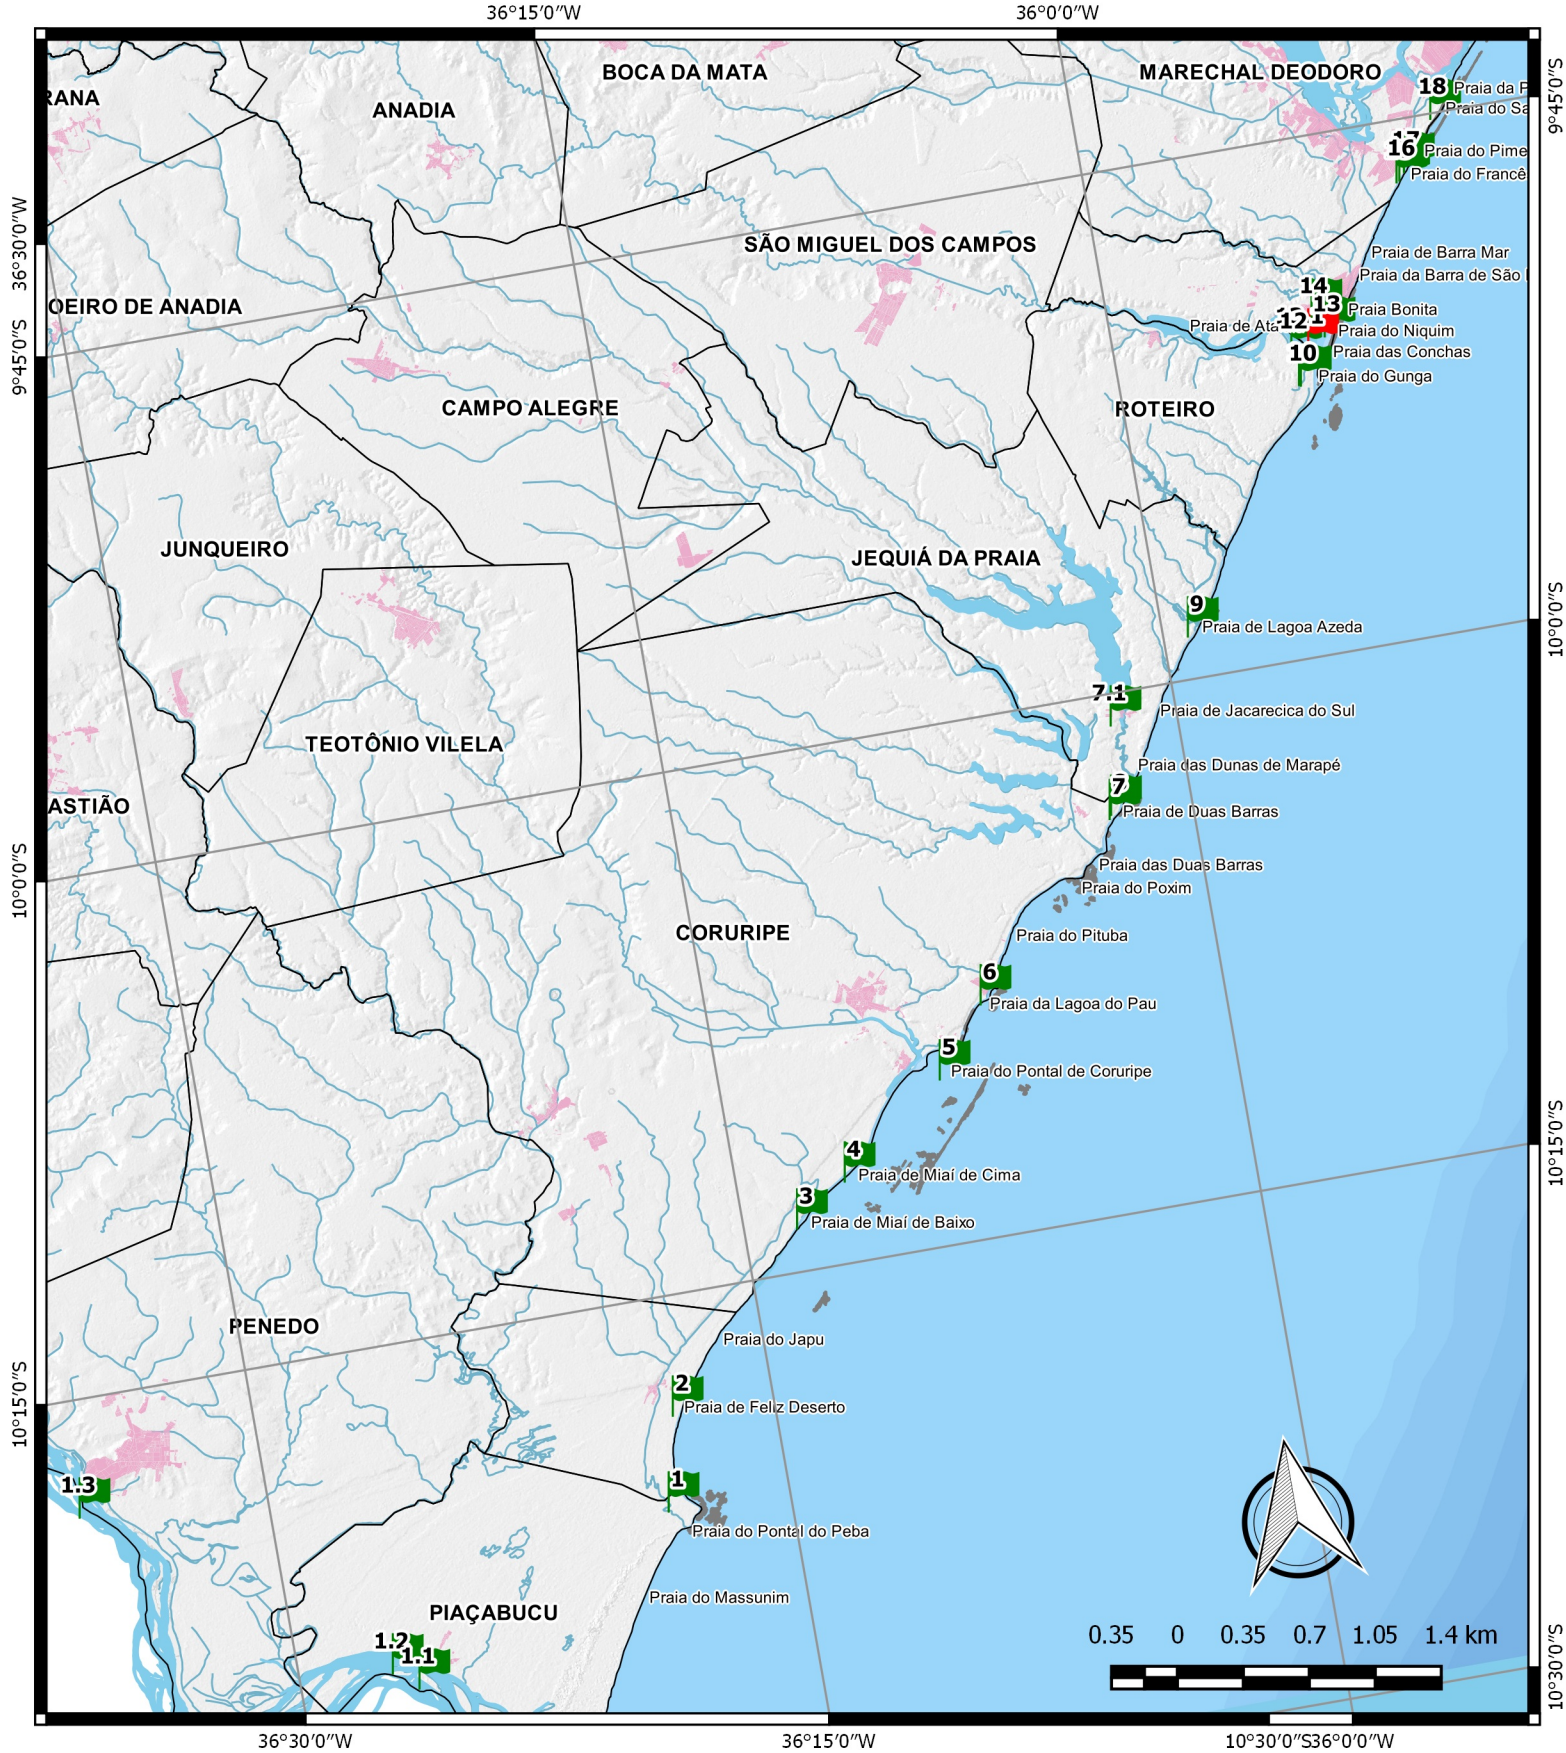 36°15'0"W
36°0'0"W
BOCA DA MATA
MARECHAL DEODORO
RANA
ANADIA
18
Praia da P
Praia do Sa
9°45'0"S
17
16
Praia do Pime
Praia do Francê
36°30'0"W
SÃO MIGUEL DOS CAMPOS
Praia de Barra Mar
Praia da Barra de São
14
OEIRO DE ANADIA
13
Praia Bonita
Praia de Ata
12
Praia do Niquim
9°45'0"S
10
Praia das Conchas
Praia do Gunga
CAMPO ALEGRE
ROTEIRO
JUNQUEIRO
JEQUIÁ DA PRAIA
9
Praia de Lagoa Azeda
10°0'0"S
7.1
Praia de Jacarecica do Sul
TEOTÔNIO VILELA
Praia das Dunas de Marapé
7
ASTIÃO
Praia de Duas Barras
Praia das Duas Barras
10°0'0"S
Praia do Poxim
CORURIPE
Praia do Pituba
6
Praia da Lagoa do Pau
5
Praia do Pontal de Coruripe
10°15'0"S
4
Praia de Miaí de Cima
3
Praia de Miaí de Baixo
PENEDO
Praia do Japu
2
10°15'0"S
Praia de Feliz Deserto
1
1.3
Praia do Pontal do Peba
Praia do Massunim
PIAÇABUCU
1.2
1.1
0.35 0 0.35 0.7 1.05 1.4 km
10°30'0"S
36°30'0"W
36°15'0"W
10°30'0"S
36°0'0"W